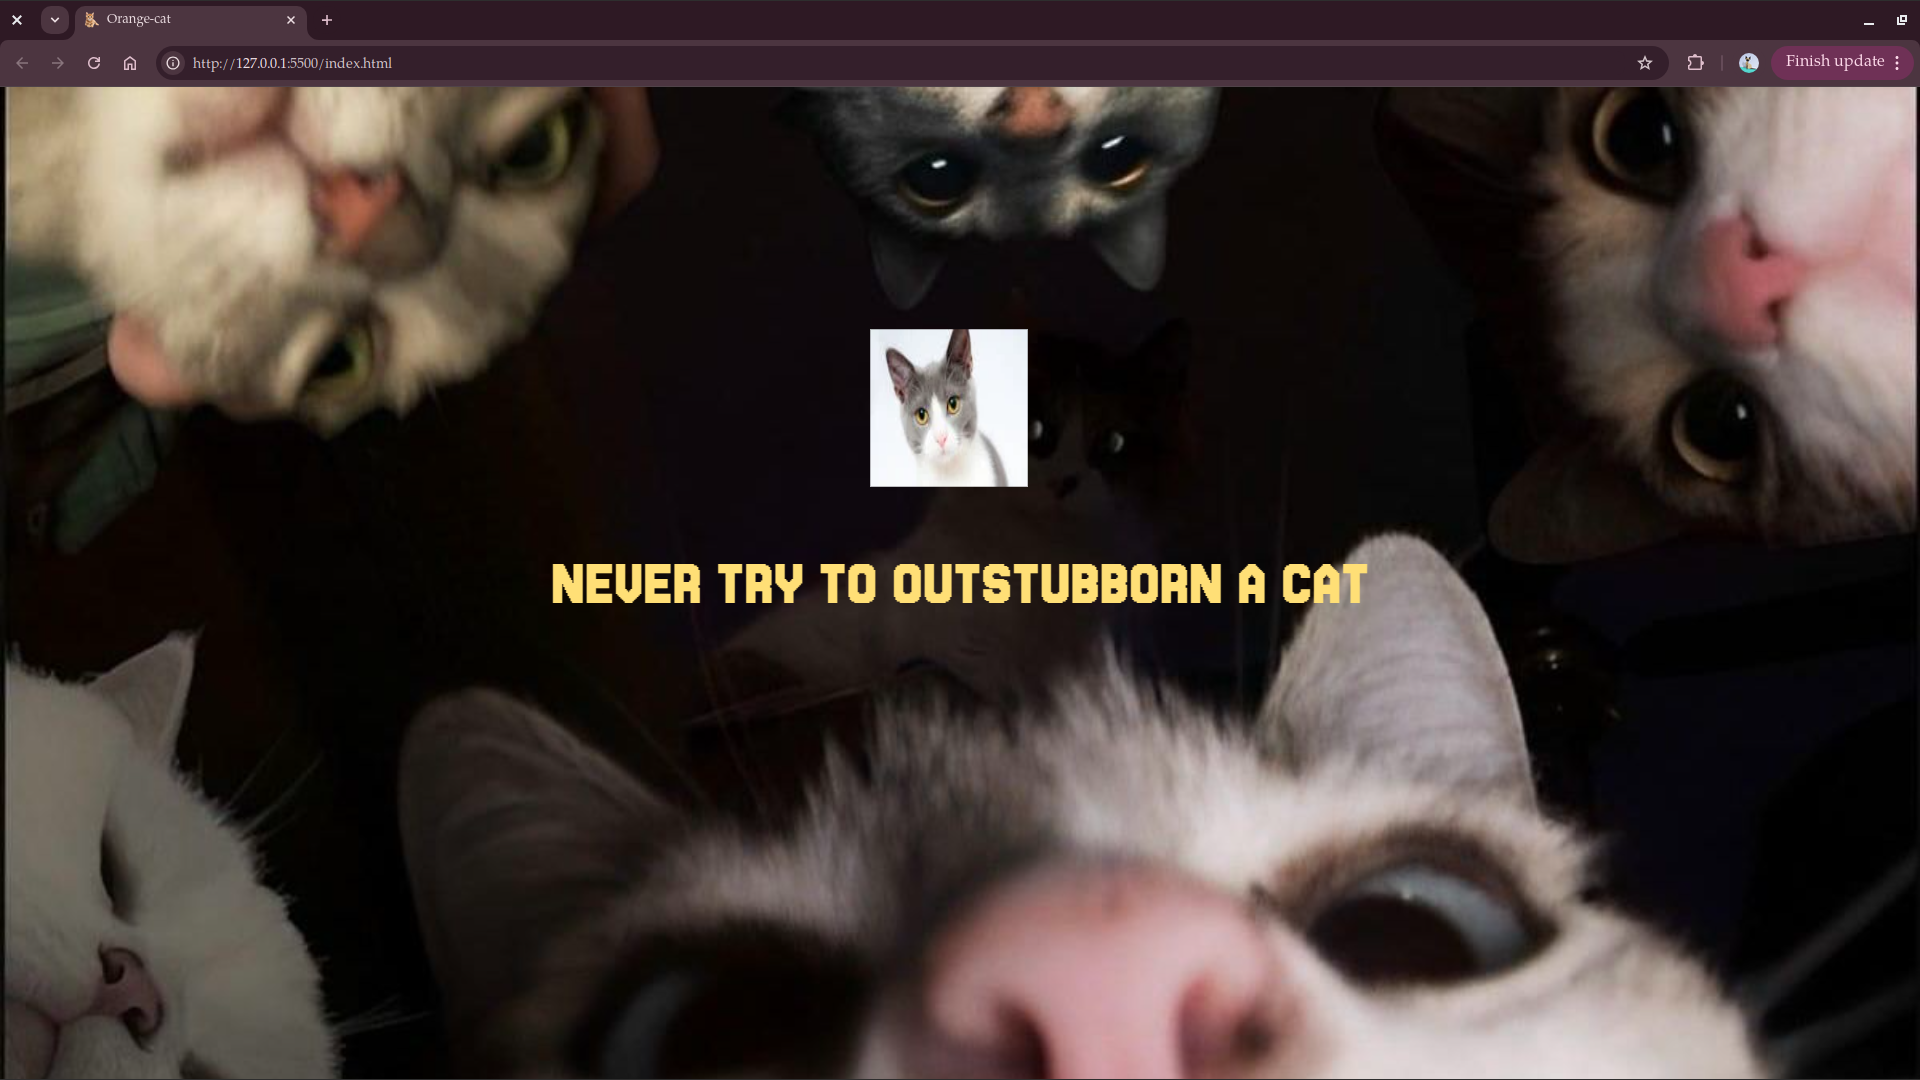 Orange-cat
http://127.0.0.1:5500/index.html
Finish update
NEVER TRY TO OUTSTUBBORN A CAT